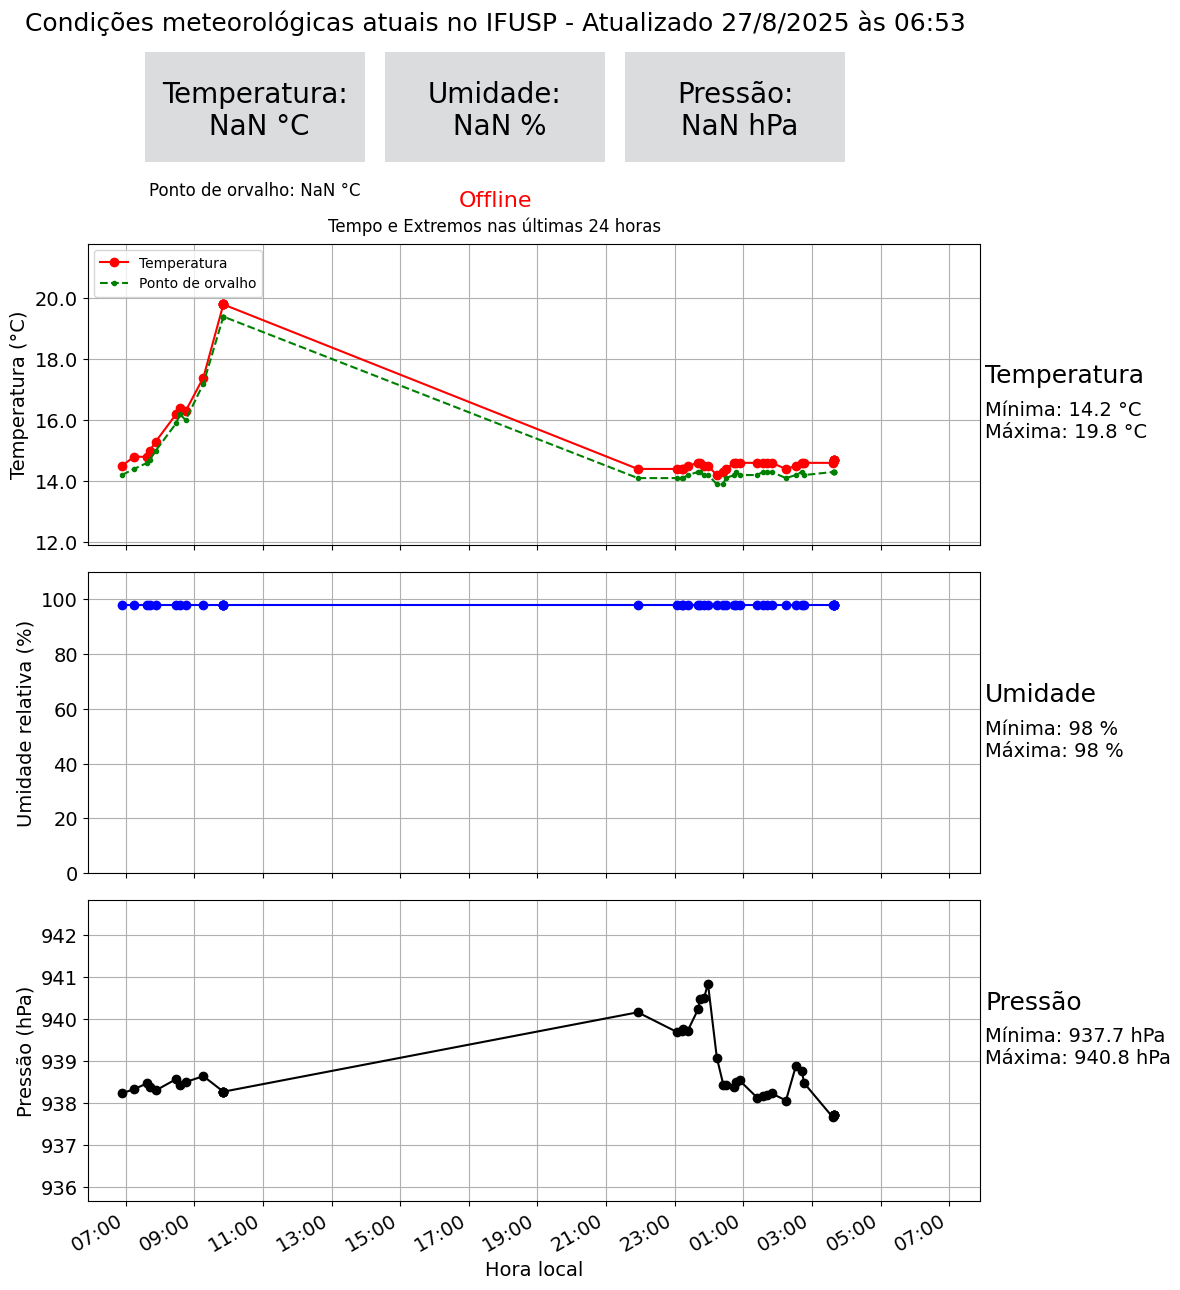 Condições meteorológicas atuais no IFUSP - Atualizado 27/8/2025 às 06:53
Temperatura:
NaN °C
Umidade:
NaN %
Pressão:
NaN hPa
Ponto de orvalho: NaN °C
Offline
Tempo e Extremos nas últimas 24 horas
Temperatura
Ponto de orvalho
Temperatura (°C)
20.0
18.0
16.0
14.0
12.0
Temperatura
Mínima: 14.2 °C
Máxima: 19.8 °C
Umidade relativa (%)
100
80
60
40
20
0
Umidade
Mínima: 98 %
Máxima: 98 %
Pressão (hPa)
942
941
940
939
938
937
936
Pressão
Mínima: 937.7 hPa
Máxima: 940.8 hPa
07:00 09:00 11:00 13:00 15:00 17:00 19:00 21:00 23:00 01:00 03:00 05:00 07:00
Hora local